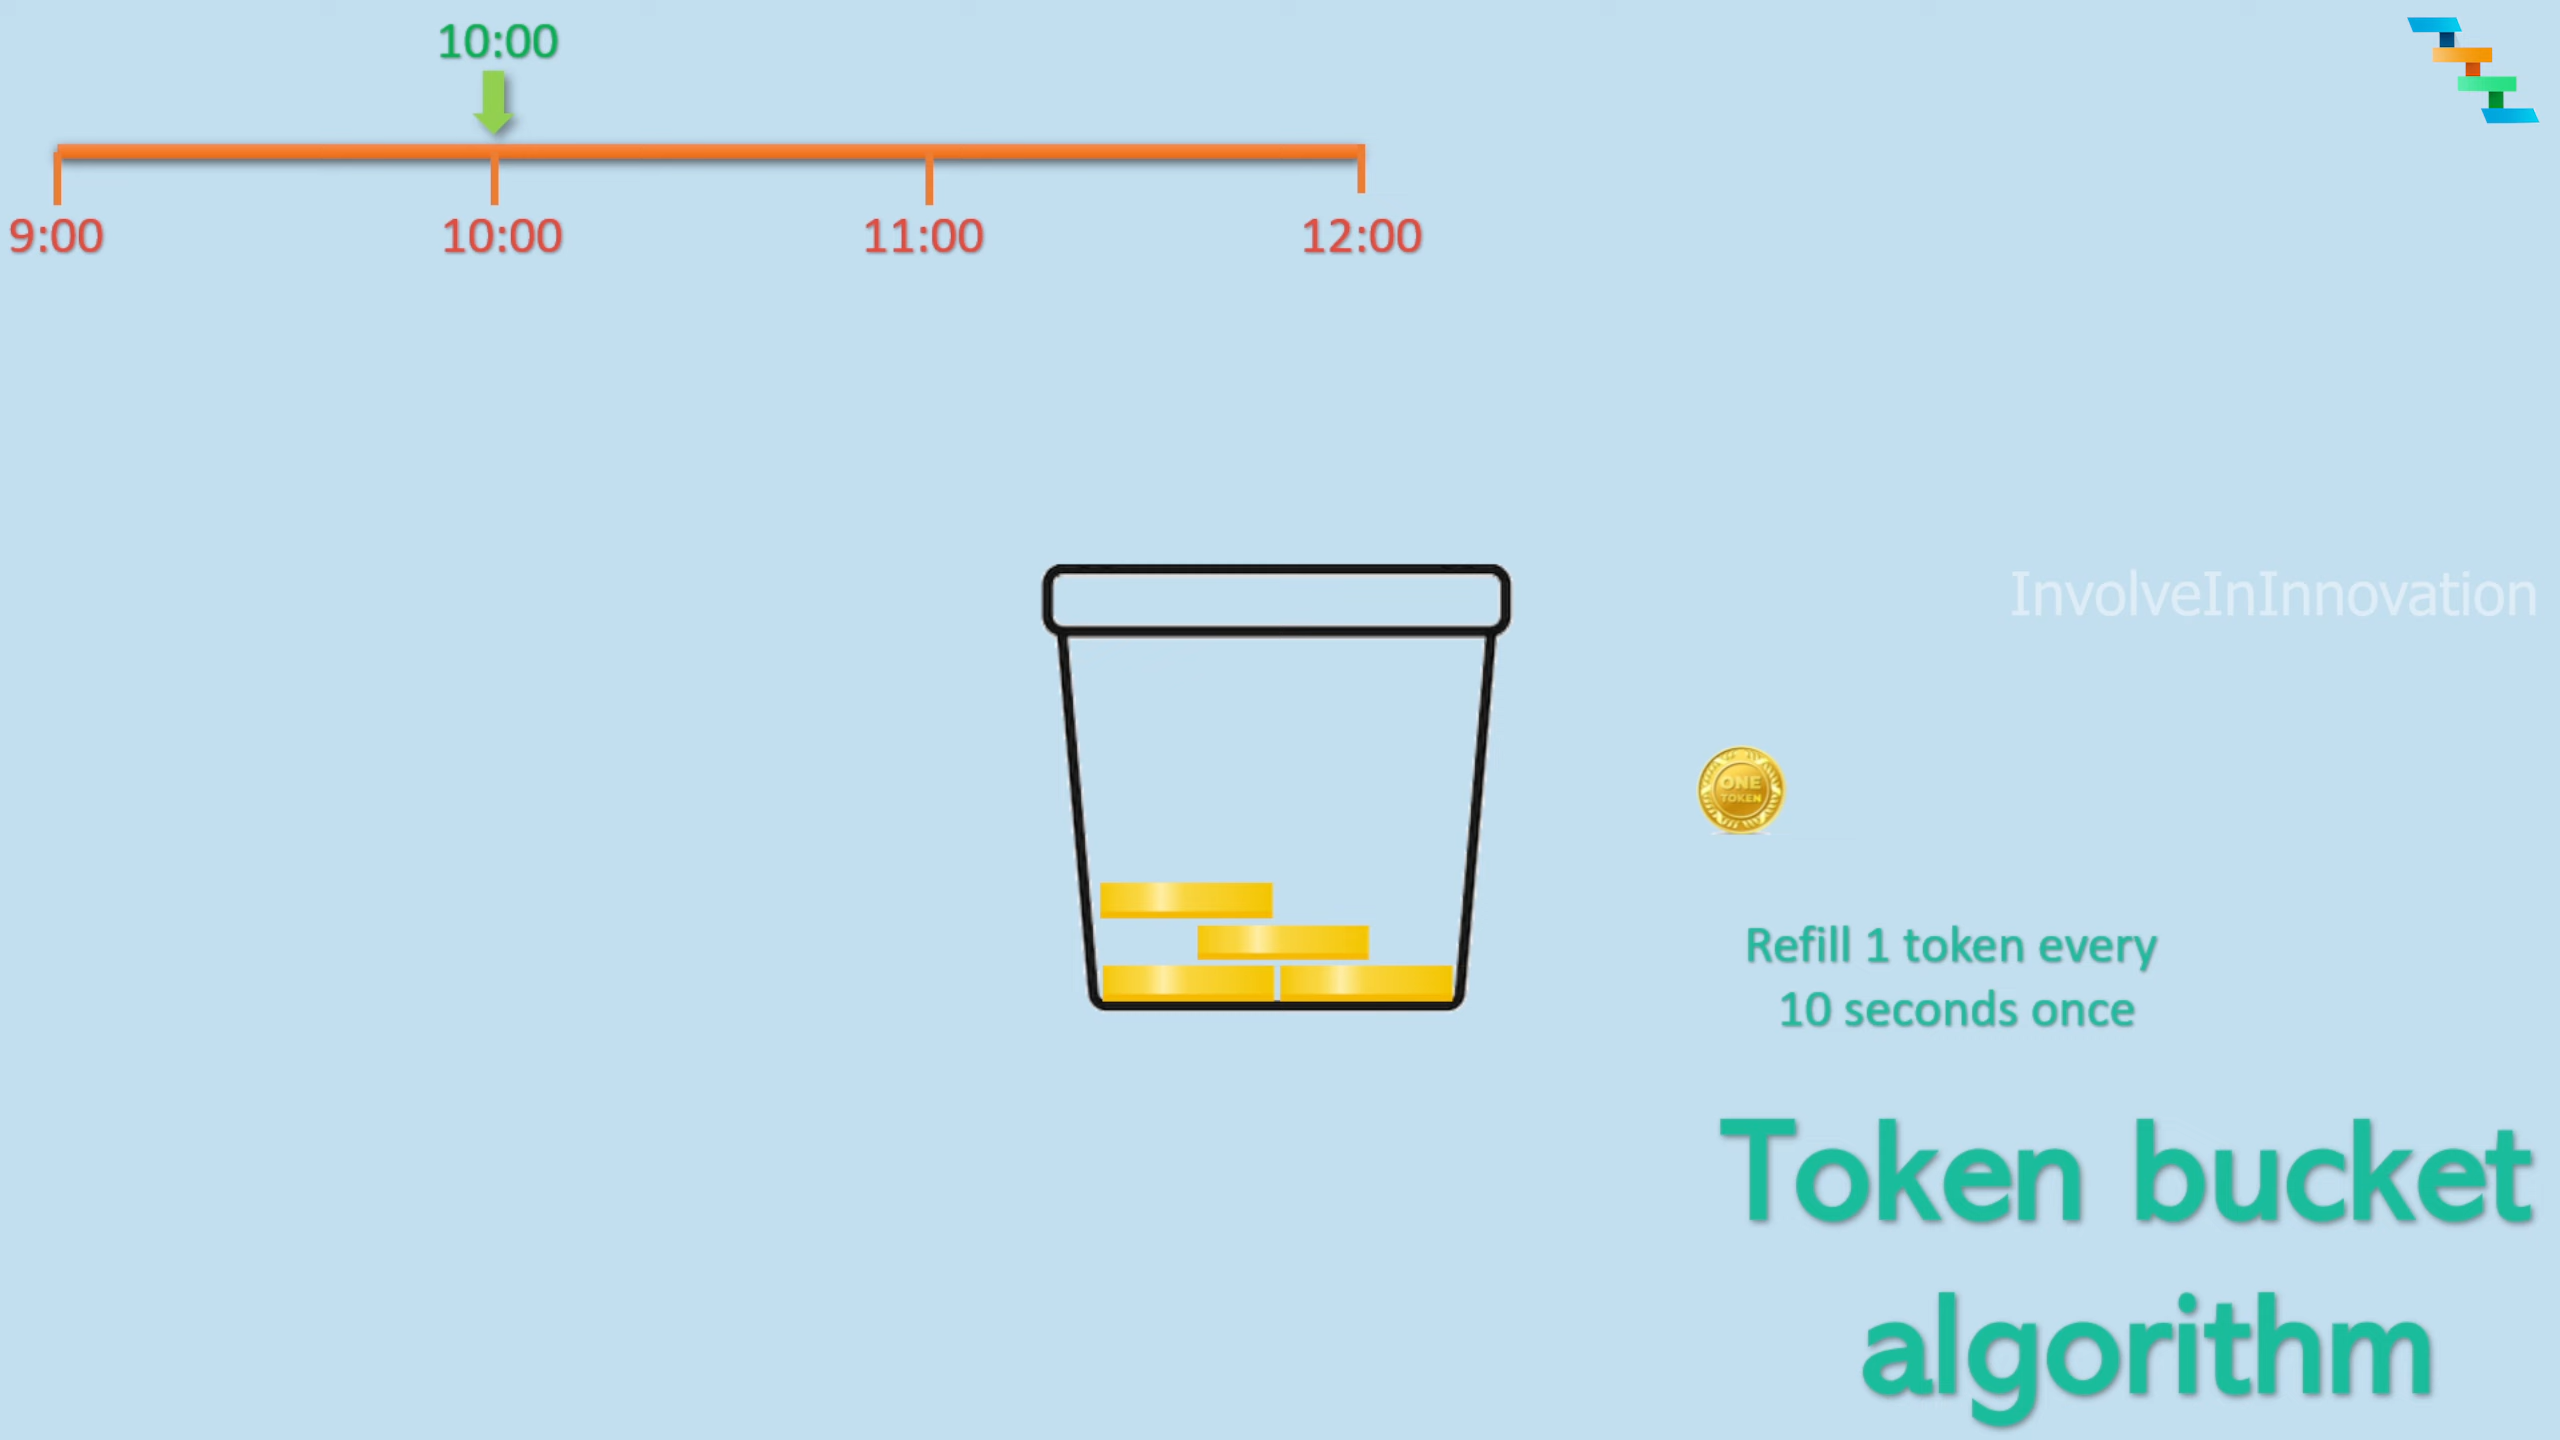 10:00
9:00
10:00
11:00
12:00
InvolveInInnovation
ONE
TOKEN
Refill 1 token every
10 seconds once
Token bucket
algorithm